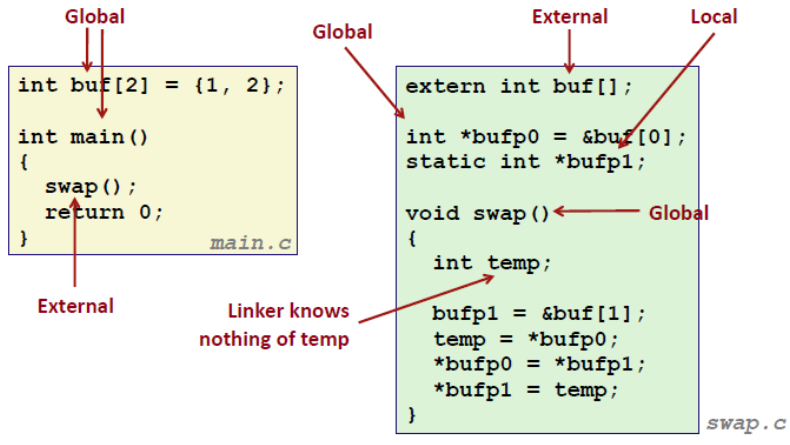 Global
int buf[2] = {1, 2};
int main()
{
  swap();
  return 0;
}
main.c
External
Global
External
Local
extern int buf[];
int *bufp0 = &buf[0];
static int *bufp1;
void swap()
Global
{
  int temp;
Linker knows
nothing of temp
  bufp1 = &buf[1];
  temp = *bufp0;
  *bufp0 = *bufp1;
  *bufp1 = temp;
}
swap.c